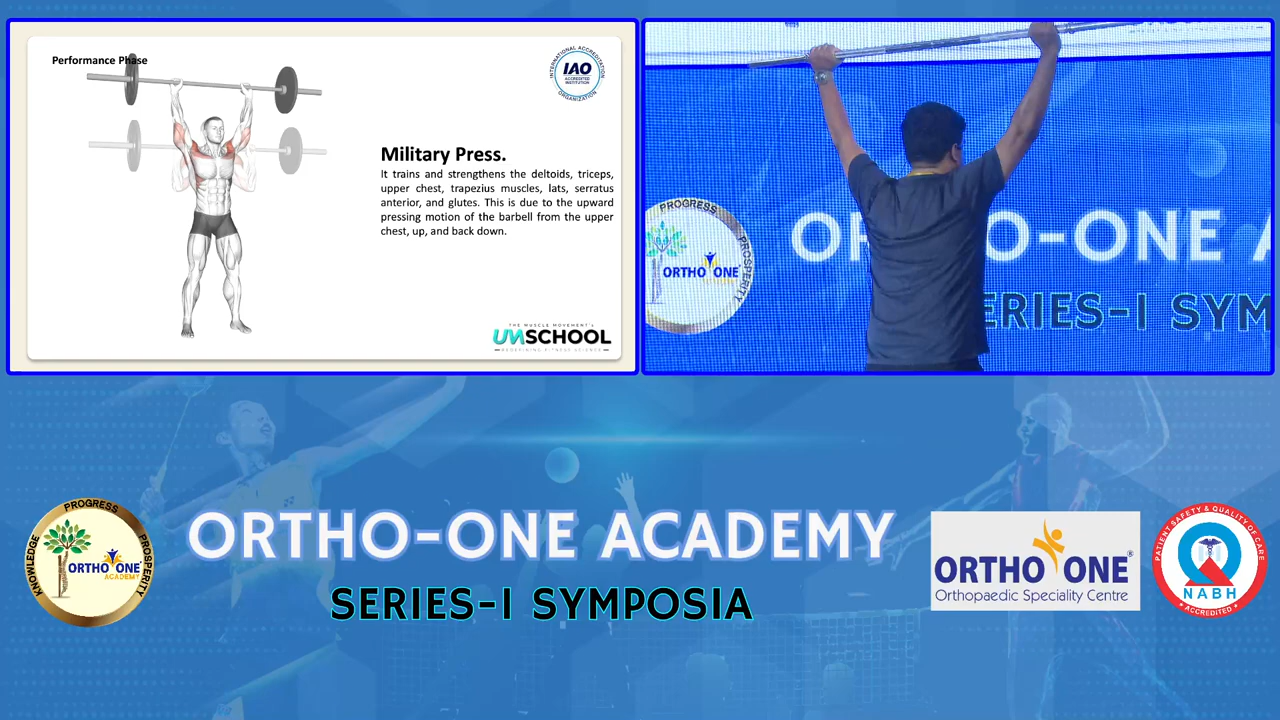 Performance Phase
INTERNATIONAL ACCREDITATION
IAO
ACCREDITED
INSTITUTION
ORGANIZATION
Military Press.
It trains and strengthens the deltoids, triceps,
upper chest, trapezius muscles, lats, serratus
anterior, and glutes. This is due to the upward
pressing motion of the barbell from the upper
chest, up, and back down.
THE MUSCLE MOVEMENT's
UMSCHOOL
REDEFINING FITNESS SCIENCE
PROGRESS
PROSPERITY
ORTHO ONE
OR O-ONE A
ERIES-I SYM
PROGRESS
KNOWLEDGE
PROSPERITY
ORTHO ONE
ACADEMY
ORTHO-ONE ACADEMY
SERIES-I SYMPOSIA
ORTHO ONE®
Orthopaedic Speciality Centre
PATIENT SAFETY & QUALITY OF CARE
NABH
ACCREDITED